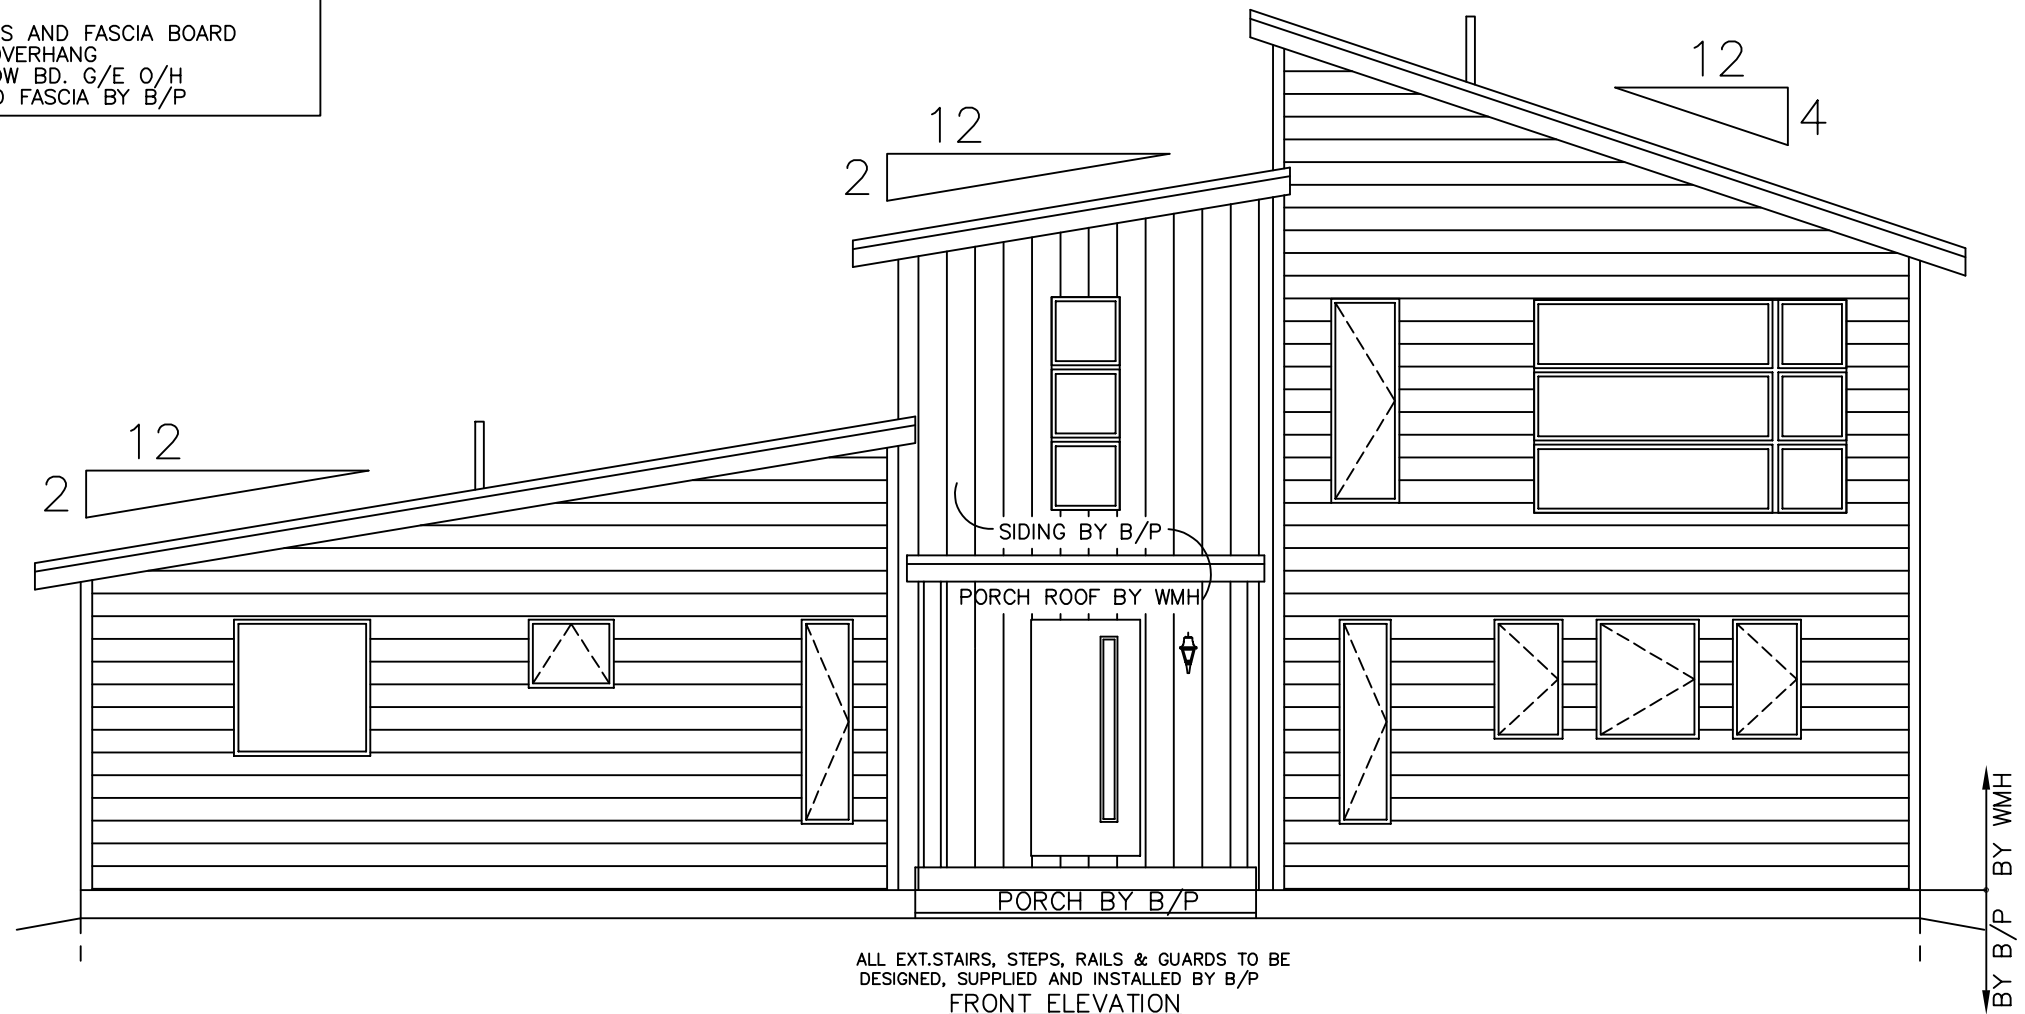 AND FASCIA BOARD
OVERHANG
BD. G/E O/H
FASCIA BY B/P
12
4
12
2
12
2
SIDING BY B/P
PORCH ROOF BY WMH
PORCH BY B/P
BY WMH
BY B/P
ALL EXT.STAIRS, STEPS, RAILS & GUARDS TO BE
DESIGNED, SUPPLIED AND INSTALLED BY B/P
FRONT ELEVATION